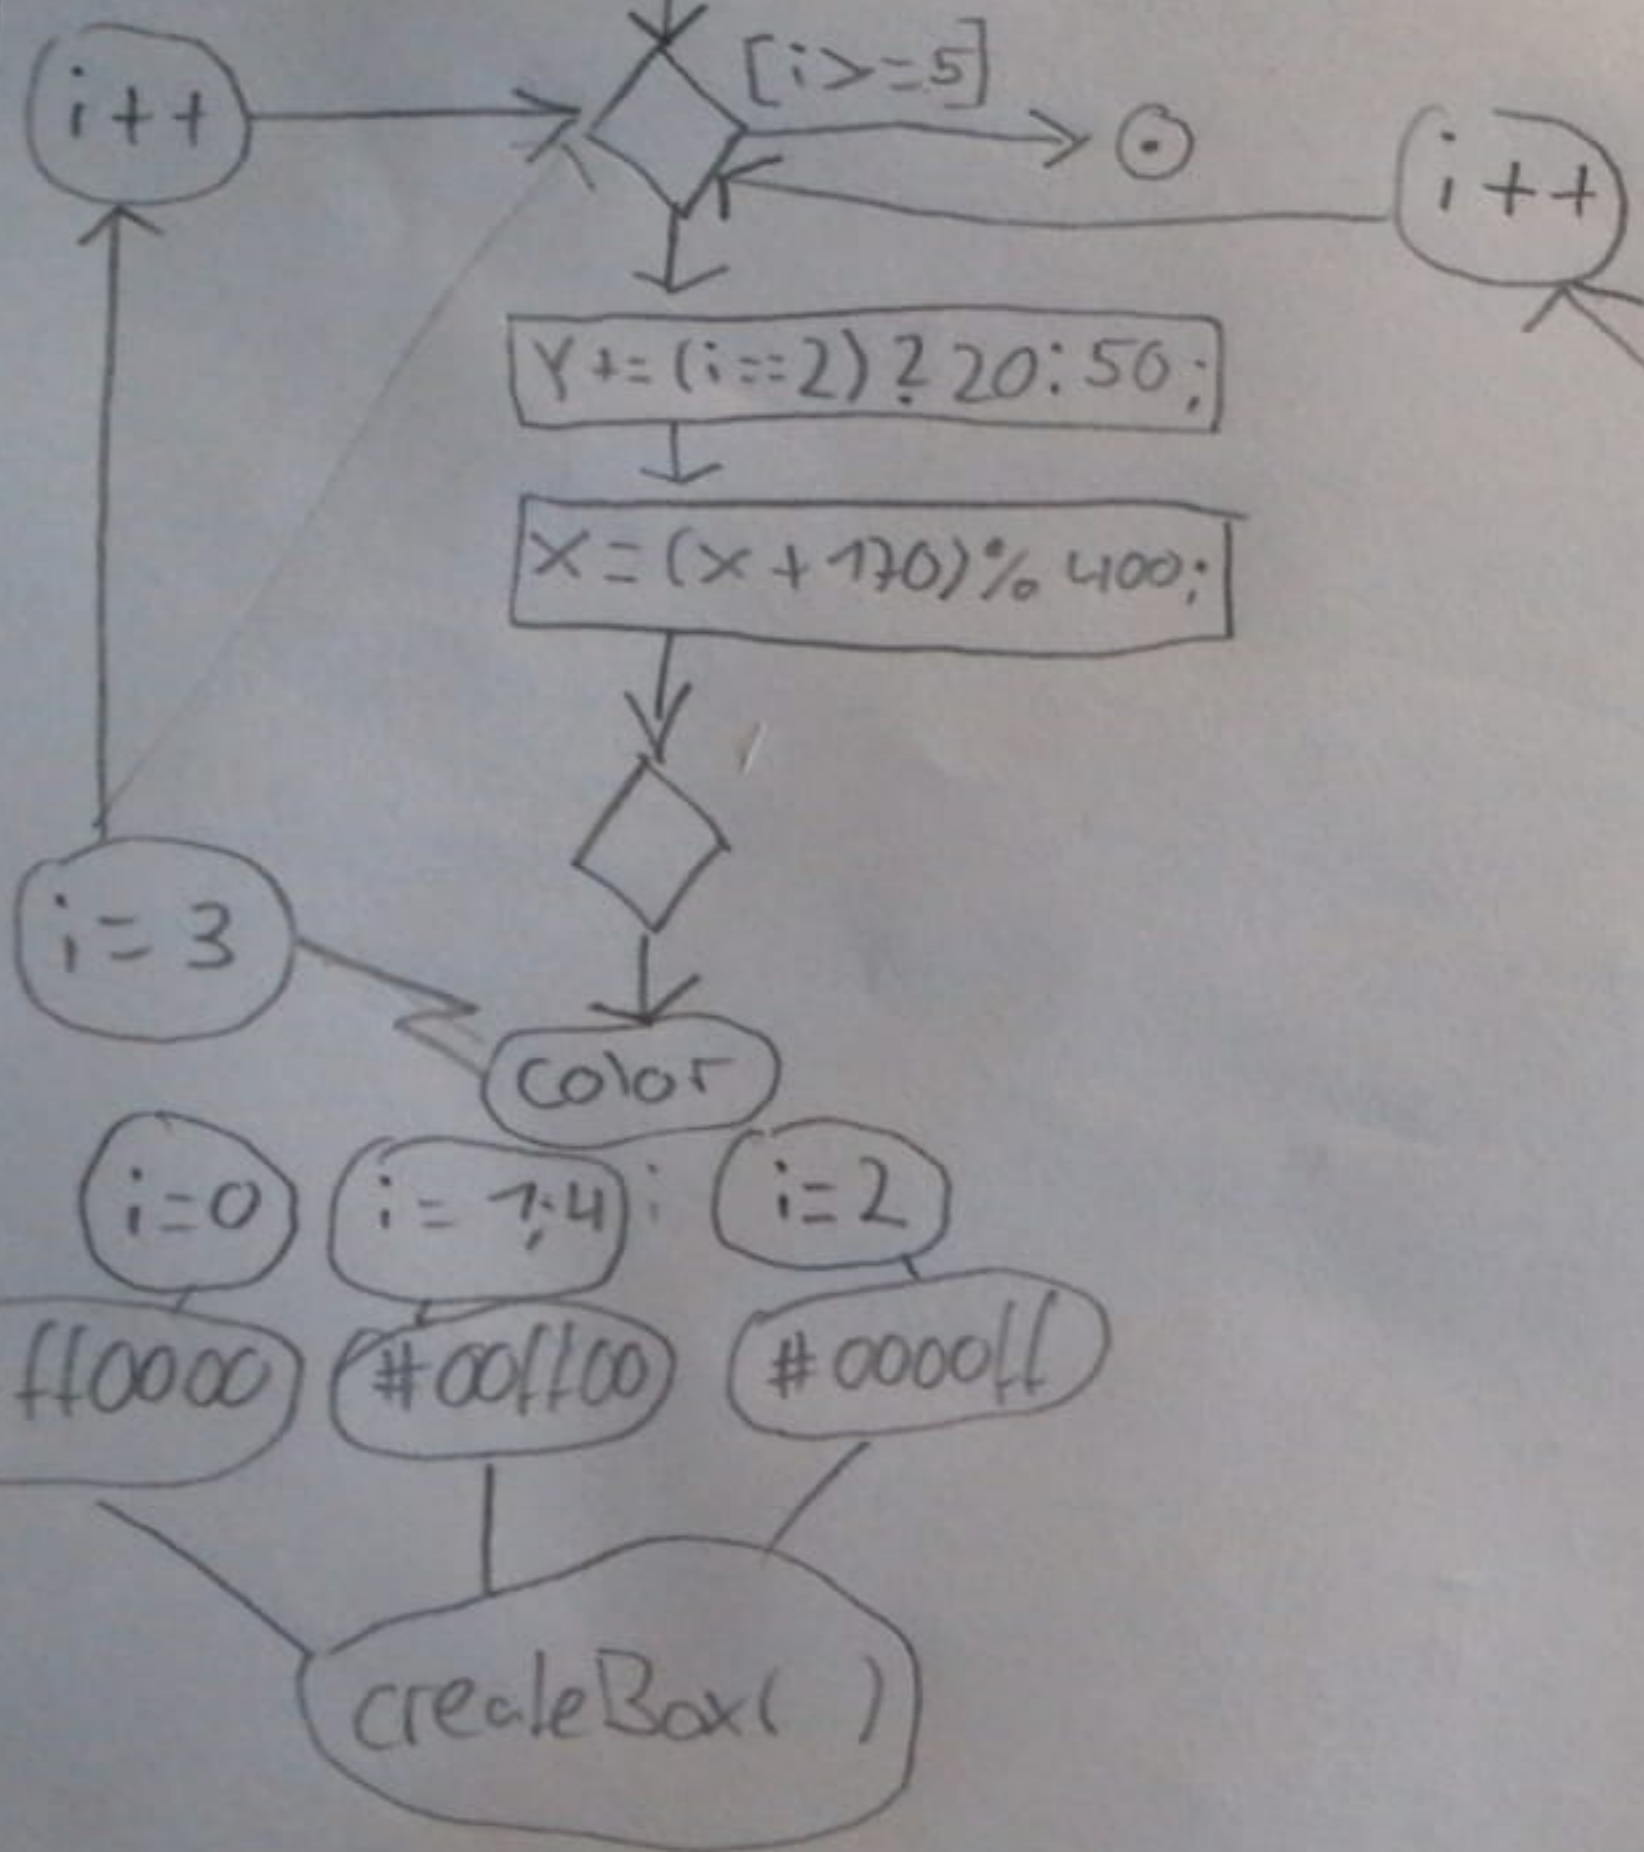 [i>=5]
i++
i++
Y+=(i==2)?20:50;
X=(x+170)%400;
i=3
color
i=0
i=1;4
i=2
ff0000
#00ff00
#0000ff
createBox( )